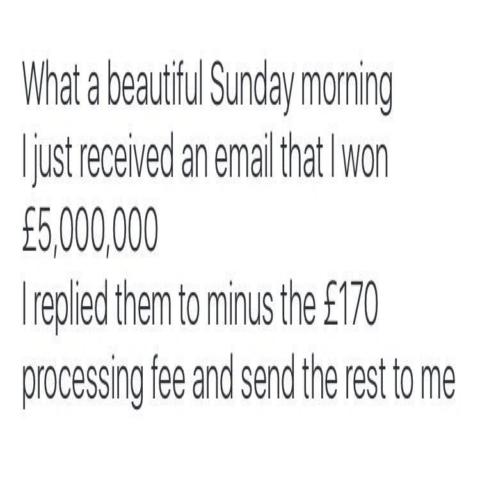 What a beautiful Sunday morning
I just received an email that I won
£5,000,000
I replied them to minus the £170
processing fee and send the rest to me